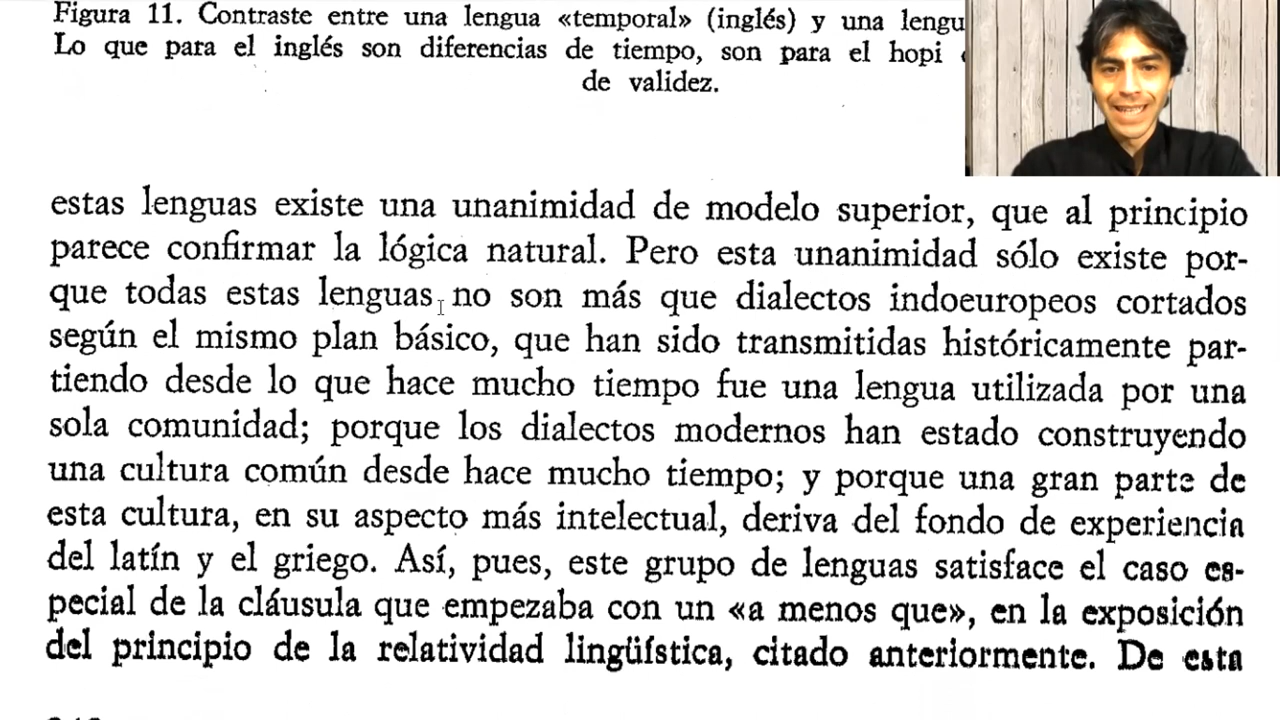 Figura 11. Contraste entre una lengua «temporal» (inglés) y una
Lo que para el inglés son diferencias de tiempo, son para el hopi
de validez.
estas lenguas existe una unanimidad de modelo superior, que al principio
parece confirmar la lógica natural. Pero esta unanimidad sólo existe por-
que todas estas lenguas no son más que dialectos indoeuropeos cortados
según el mismo plan básico, que han sido transmitidas históricamente par-
tiendo desde lo que hace mucho tiempo fue una lengua utilizada por una
sola comunidad; porque los dialectos modernos han estado construyendo
una cultura común desde hace mucho tiempo; y porque una gran parte de
esta cultura, en su aspecto más intelectual, deriva del fondo de experiencia
del latín y el griego. Así, pues, este grupo de lenguas satisface el caso es-
pecial de la cláusula que empezaba con un «a menos que», en la exposición
del principio de la relatividad lingüística, citado anteriormente. De esta